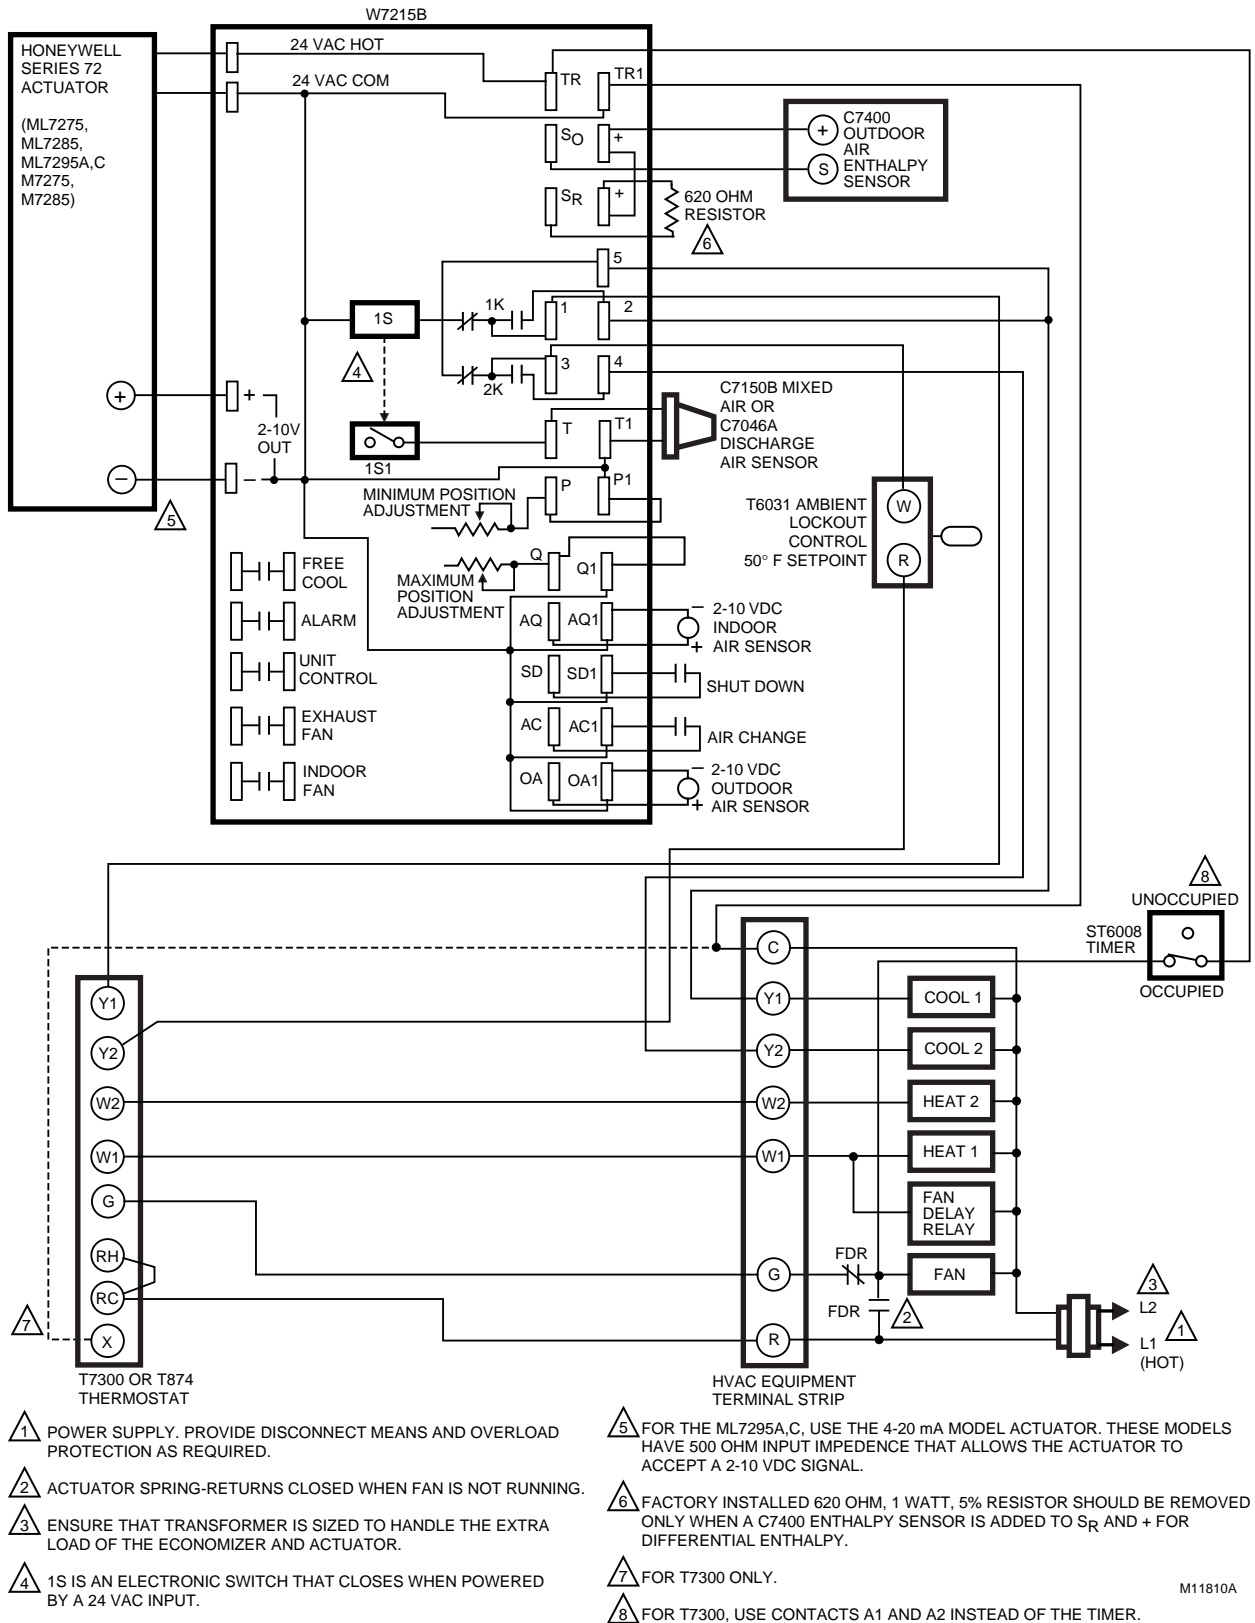 W7215B
HONEYWELL
SERIES 72
ACTUATOR
(ML7275,
ML7285,
ML7295A,C
M7275,
M7285)
24 VAC HOT
24 VAC COM
TR
TR1
SO
+
SR
+
C7400
OUTDOOR
AIR
ENTHALPY
SENSOR
+
S
620 OHM
RESISTOR
6
5
1S
1K
1
2
4
3
4
2K
+
+
2-10V
OUT
1S1
T
T1
C7150B MIXED
AIR OR
C7046A
DISCHARGE
AIR SENSOR
−
−
5
MINIMUM POSITION
ADJUSTMENT
P
P1
T6031 AMBIENT
LOCKOUT
CONTROL
50° F SETPOINT
W
R
FREE
COOL
MAXIMUM
POSITION
ADJUSTMENT
Q
Q1
ALARM
AQ
AQ1
− 2-10 VDC
INDOOR
+ AIR SENSOR
UNIT
CONTROL
SD
SD1
SHUT DOWN
EXHAUST
FAN
AC
AC1
AIR CHANGE
INDOOR
FAN
OA
OA1
− 2-10 VDC
OUTDOOR
+ AIR SENSOR
8
UNOCCUPIED
ST6008
TIMER
OCCUPIED
C
Y1
Y1
COOL 1
Y2
Y2
COOL 2
W2
W2
HEAT 2
W1
W1
HEAT 1
G
FAN
DELAY
RELAY
RH
FDR
G
FAN
RC
FDR
2
3
L2
7
X
R
L1
(HOT)
1
T7300 OR T874
THERMOSTAT
HVAC EQUIPMENT
TERMINAL STRIP
1 POWER SUPPLY. PROVIDE DISCONNECT MEANS AND OVERLOAD
PROTECTION AS REQUIRED.
2 ACTUATOR SPRING-RETURNS CLOSED WHEN FAN IS NOT RUNNING.
3 ENSURE THAT TRANSFORMER IS SIZED TO HANDLE THE EXTRA
LOAD OF THE ECONOMIZER AND ACTUATOR.
4 1S IS AN ELECTRONIC SWITCH THAT CLOSES WHEN POWERED
BY A 24 VAC INPUT.
5 FOR THE ML7295A,C, USE THE 4-20 mA MODEL ACTUATOR. THESE MODELS
HAVE 500 OHM INPUT IMPEDENCE THAT ALLOWS THE ACTUATOR TO
ACCEPT A 2-10 VDC SIGNAL.
6 FACTORY INSTALLED 620 OHM, 1 WATT, 5% RESISTOR SHOULD BE REMOVED
ONLY WHEN A C7400 ENTHALPY SENSOR IS ADDED TO SR AND + FOR
DIFFERENTIAL ENTHALPY.
7 FOR T7300 ONLY.
8 FOR T7300, USE CONTACTS A1 AND A2 INSTEAD OF THE TIMER.
M11810A